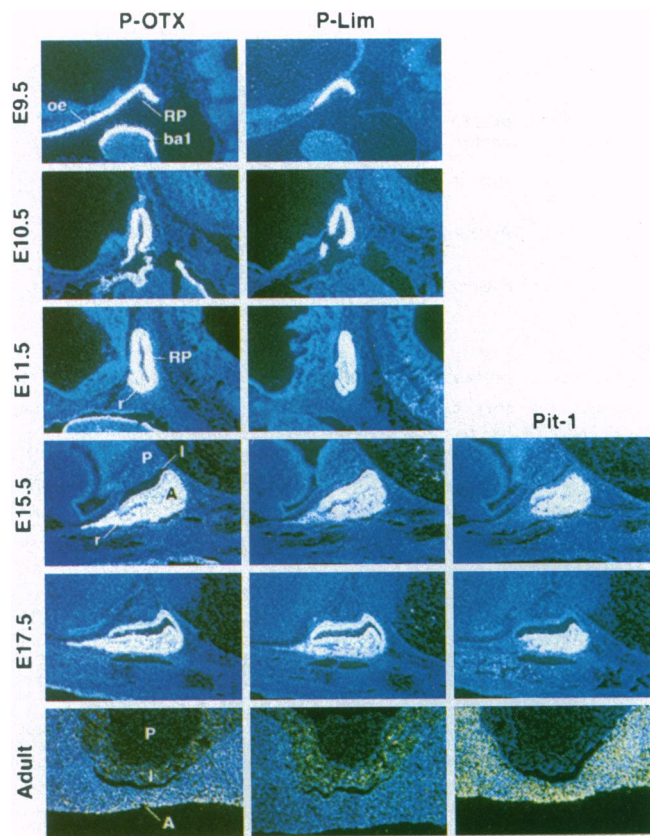 P-OTX P-Lim
E9.5
oe
RP
ba1
E10.5
E11.5
RP
r
Pit-1
E15.5
P
I
A
r
E17.5
Adult
P
I
A